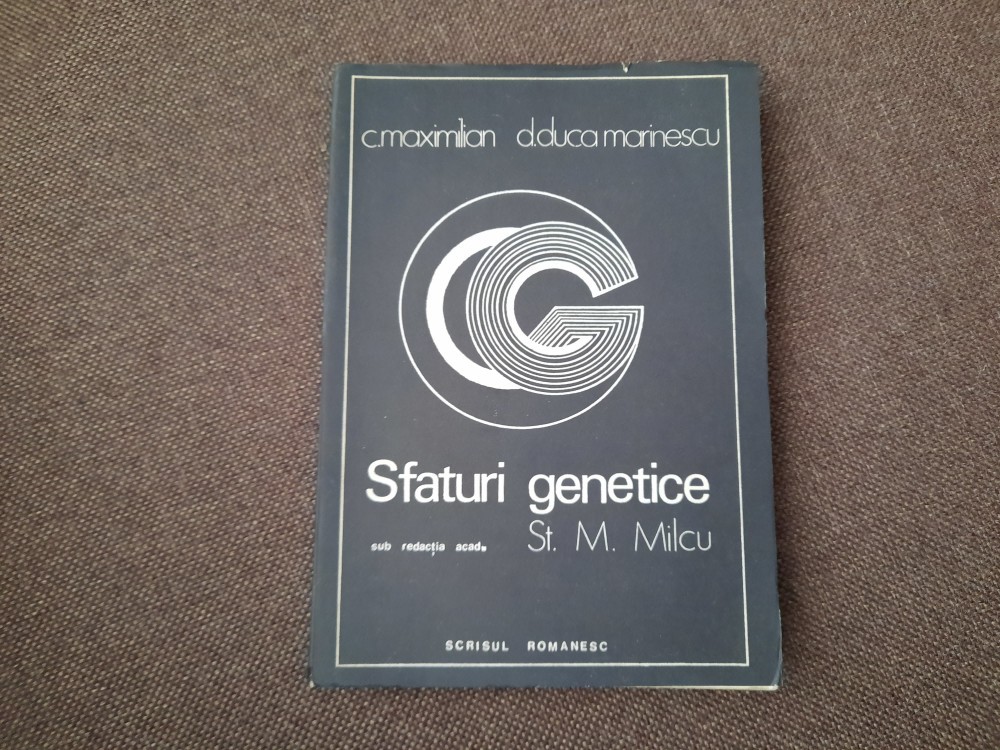 c.maximilian d.duca marinescu
Sfaturi genetice
sub redacția acad. St. M. Milcu
SCRISUL ROMANESC